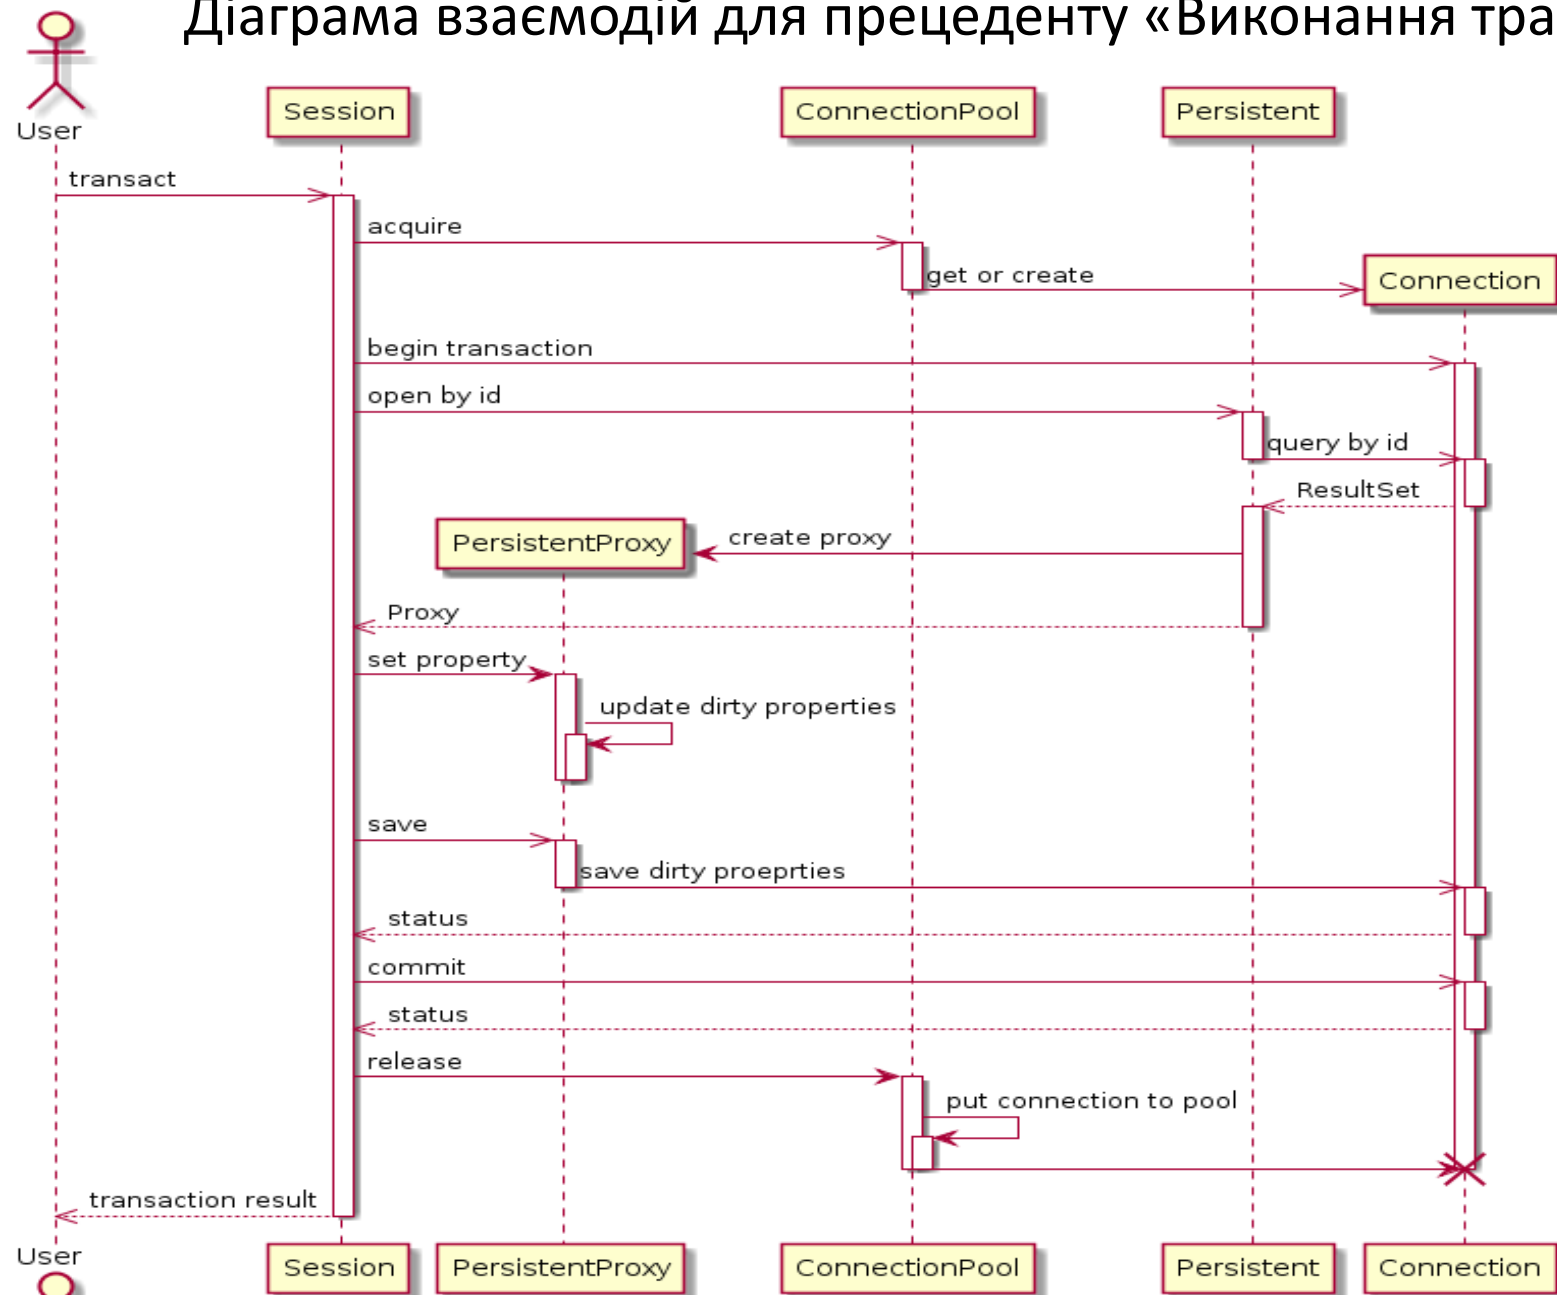 Діаграма взаємодій для прецеденту «Виконання тра
User
Session
ConnectionPool
Persistent
transact
acquire
get or create
Connection
begin transaction
open by id
query by id
ResultSet
PersistentProxy
create proxy
Proxy
set property
update dirty properties
save
save dirty proeprties
status
commit
status
release
put connection to pool
transaction result
User
Session
PersistentProxy
ConnectionPool
Persistent
Connection